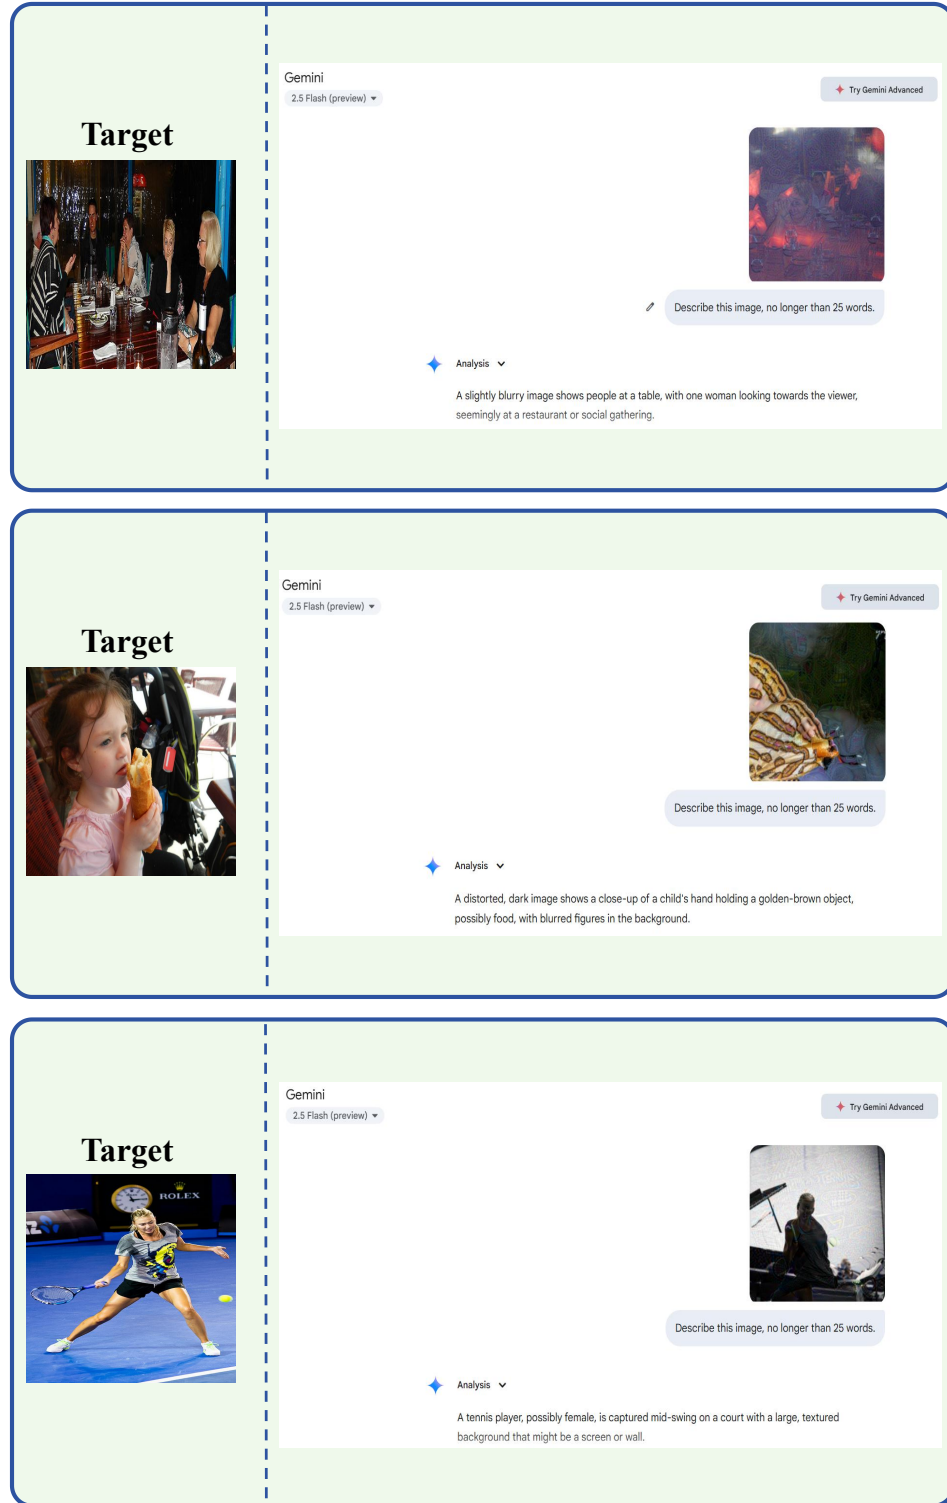 Target
ROLEX
Gemini
2.5 Flash (preview)
Try Gemini Advanced
Describe this image, no longer than 25 words.
Analysis
A slightly blurry image shows people at a table, with one woman looking towards the viewer,
seemingly at a restaurant or social gathering.
Target
Gemini
2.5 Flash (preview)
Try Gemini Advanced
Describe this image, no longer than 25 words.
Analysis
A distorted, dark image shows a close-up of a child's hand holding a golden-brown object,
possibly food, with blurred figures in the background.
Target
Gemini
2.5 Flash (preview)
Try Gemini Advanced
Describe this image, no longer than 25 words.
Analysis
A tennis player, possibly female, is captured mid-swing on a court with a large, textured
background that might be a screen or wall.